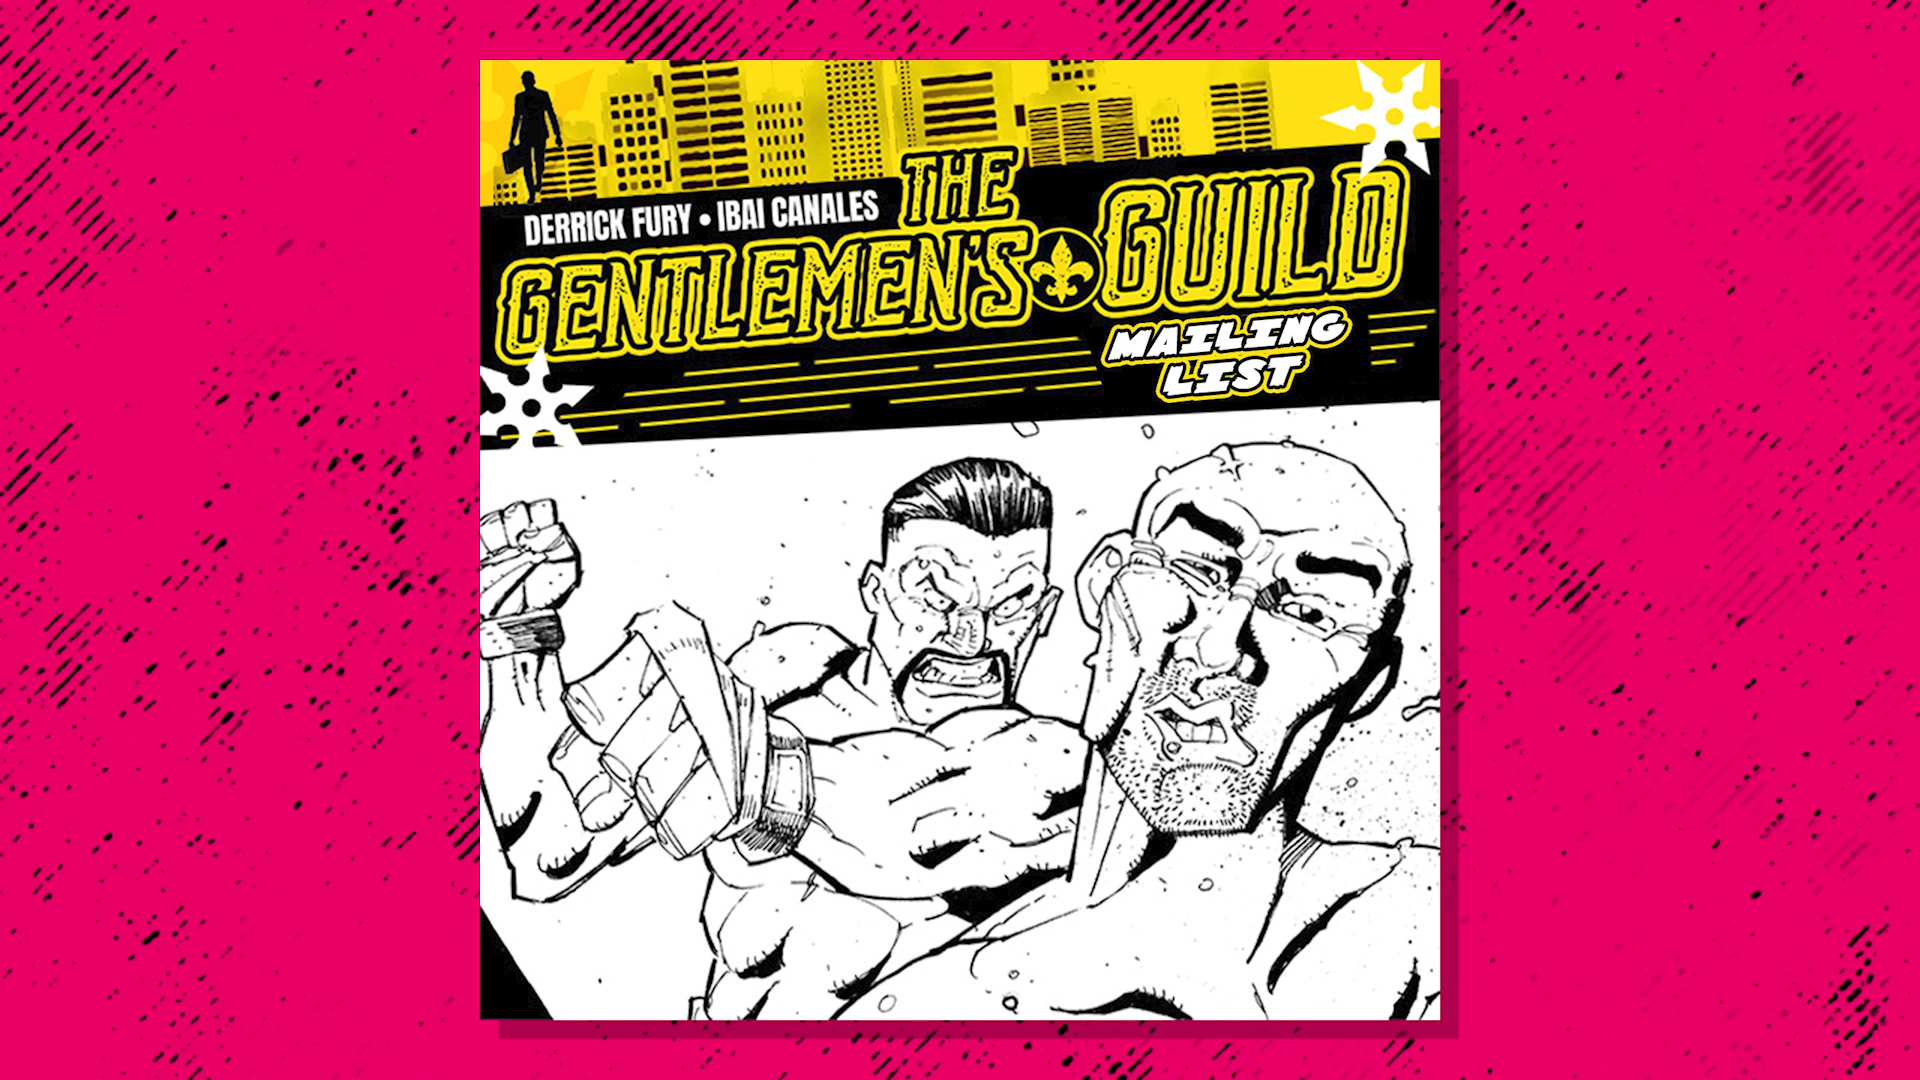 DERRICK FURY • IBAI CANALES
THE
GENTLEMEN'S GUILD
MAILING
LIST